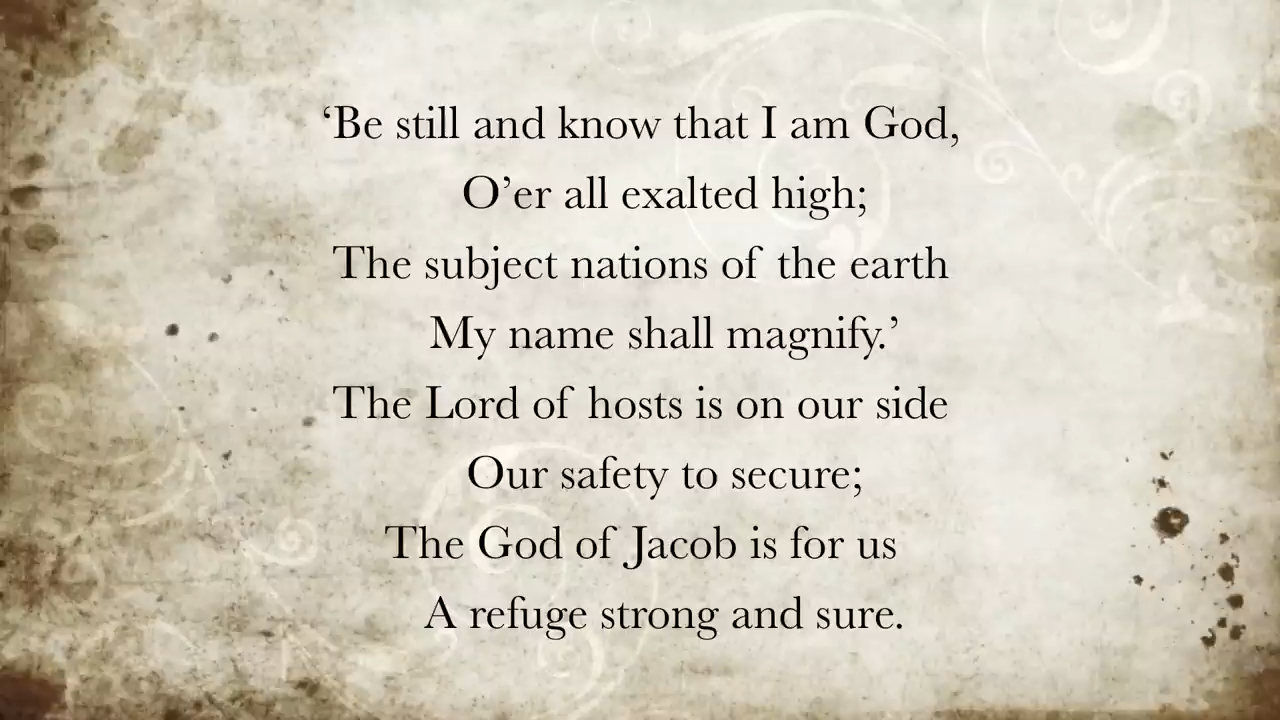 ‘Be still and know that I am God,
O’er all exalted high;
The subject nations of the earth
My name shall magnify.’
The Lord of hosts is on our side
Our safety to secure;
The God of Jacob is for us
A refuge strong and sure.